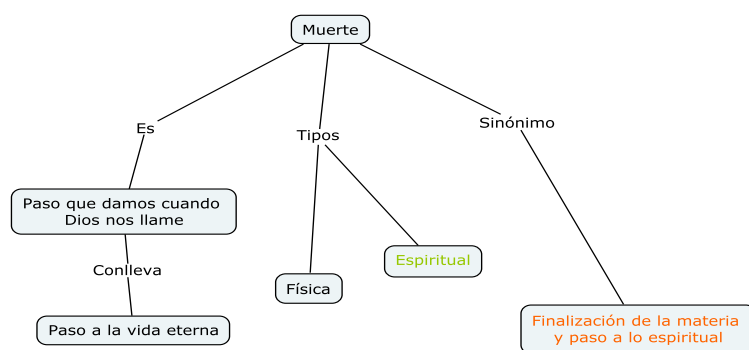 Muerte
Es
Tipos
Sinónimo
Paso que damos cuando
Dios nos llame
Conlleva
Paso a la vida eterna
Física
Espiritual
Finalización de la materia
y paso a lo espiritual